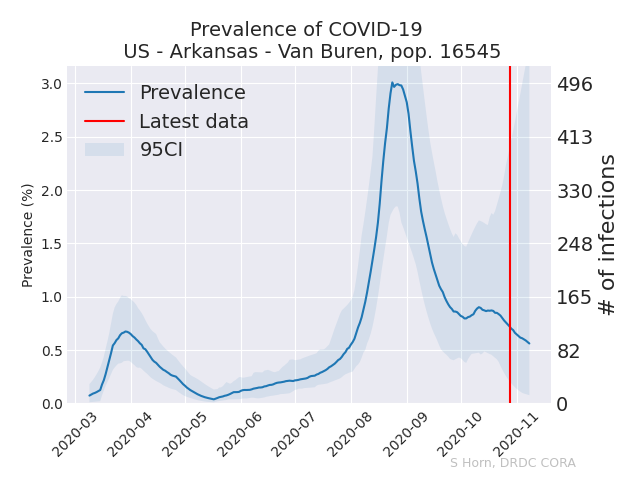 Prevalence of COVID-19
US - Arkansas - Van Buren, pop. 16545
Prevalence
Latest data
95CI
3.0
2.5
2.0
1.5
1.0
0.5
0.0
Prevalence (%)
496
413
330
248
165
82
0
# of infections
2020-03
2020-04
2020-05
2020-06
2020-07
2020-08
2020-09
2020-10
2020-11
S Horn, DRDC CORA